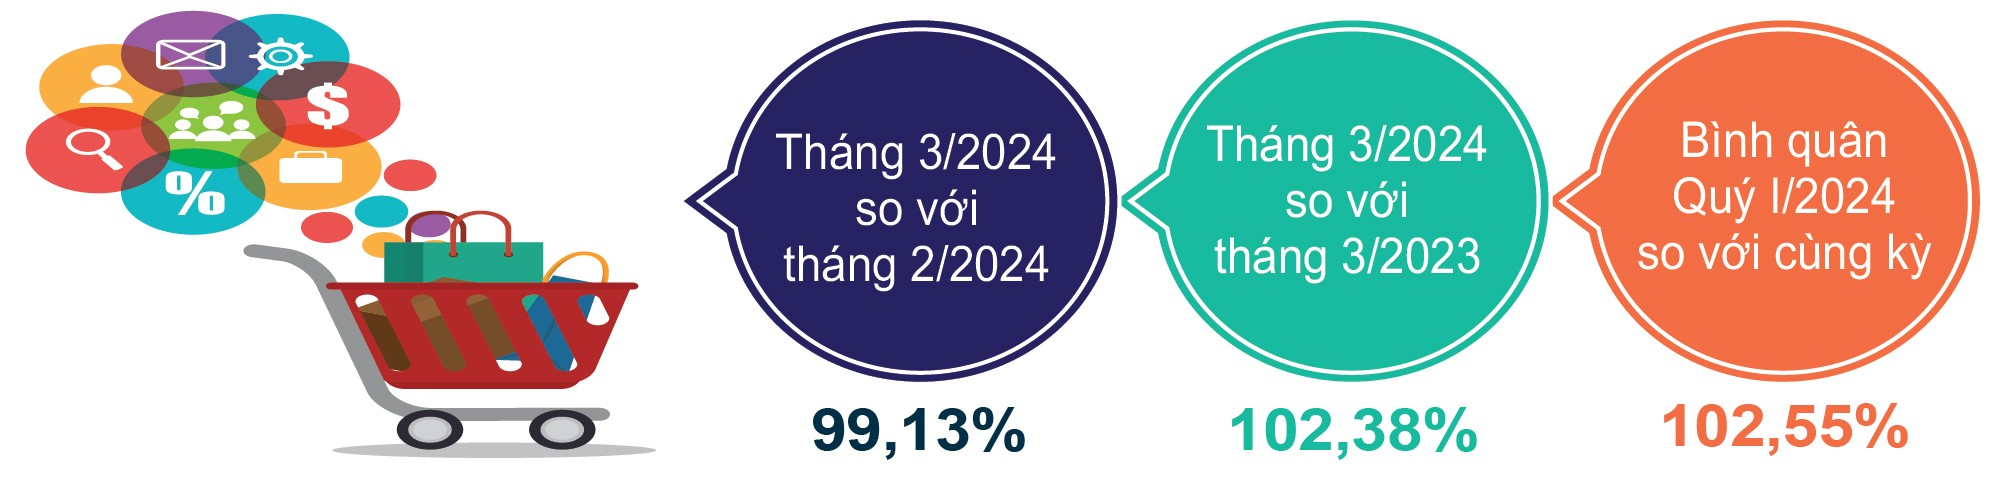 $
%
Tháng 3/2024
so với
tháng 2/2024
99,13%
Tháng 3/2024
so với
tháng 3/2023
102,38%
Bình quân
Quý I/2024
so với cùng kỳ
102,55%